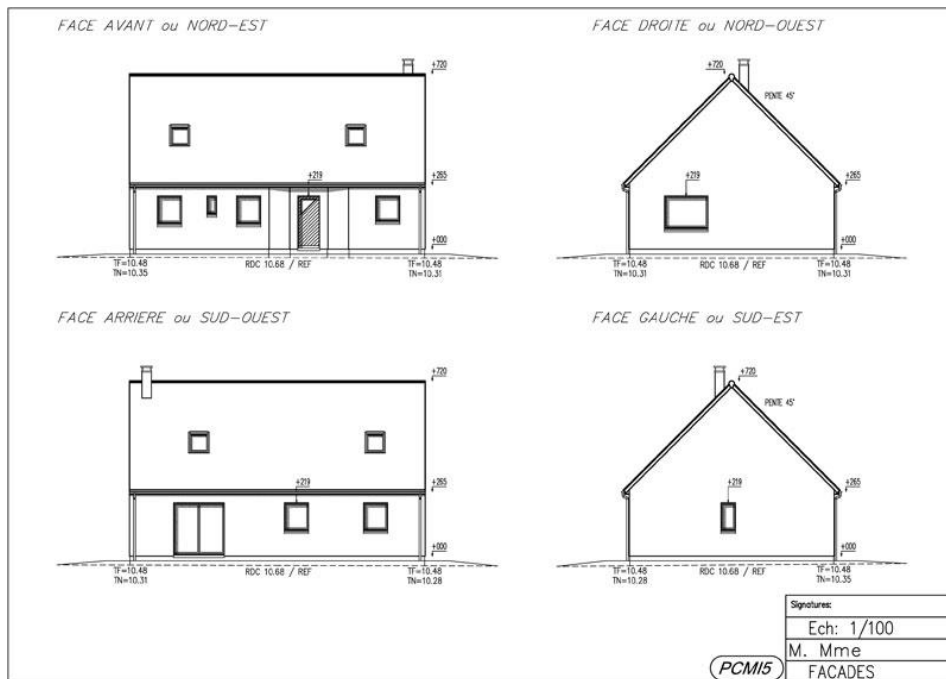 FACE AVANT ou NORD-EST
+720
+219
+265
+000
TF=10.48
TN=10.35
RDC 10.68 / REF
TF=10.48
TN=10.31
FACE DROITE ou NORD-OUEST
+720
PENTE 45°
+219
+265
+000
TF=10.48
TN=10.31
RDC 10.68 / REF
TF=10.48
TN=10.31
FACE ARRIERE ou SUD-OUEST
+720
+219
+265
+000
TF=10.48
TN=10.31
RDC 10.68 / REF
TF=10.48
TN=10.28
FACE GAUCHE ou SUD-EST
+720
PENTE 45°
+219
+265
+000
TF=10.48
TN=10.28
RDC 10.68 / REF
TF=10.48
TN=10.35
Signatures:
Ech: 1/100
M. Mme
PCMI5
FACADES